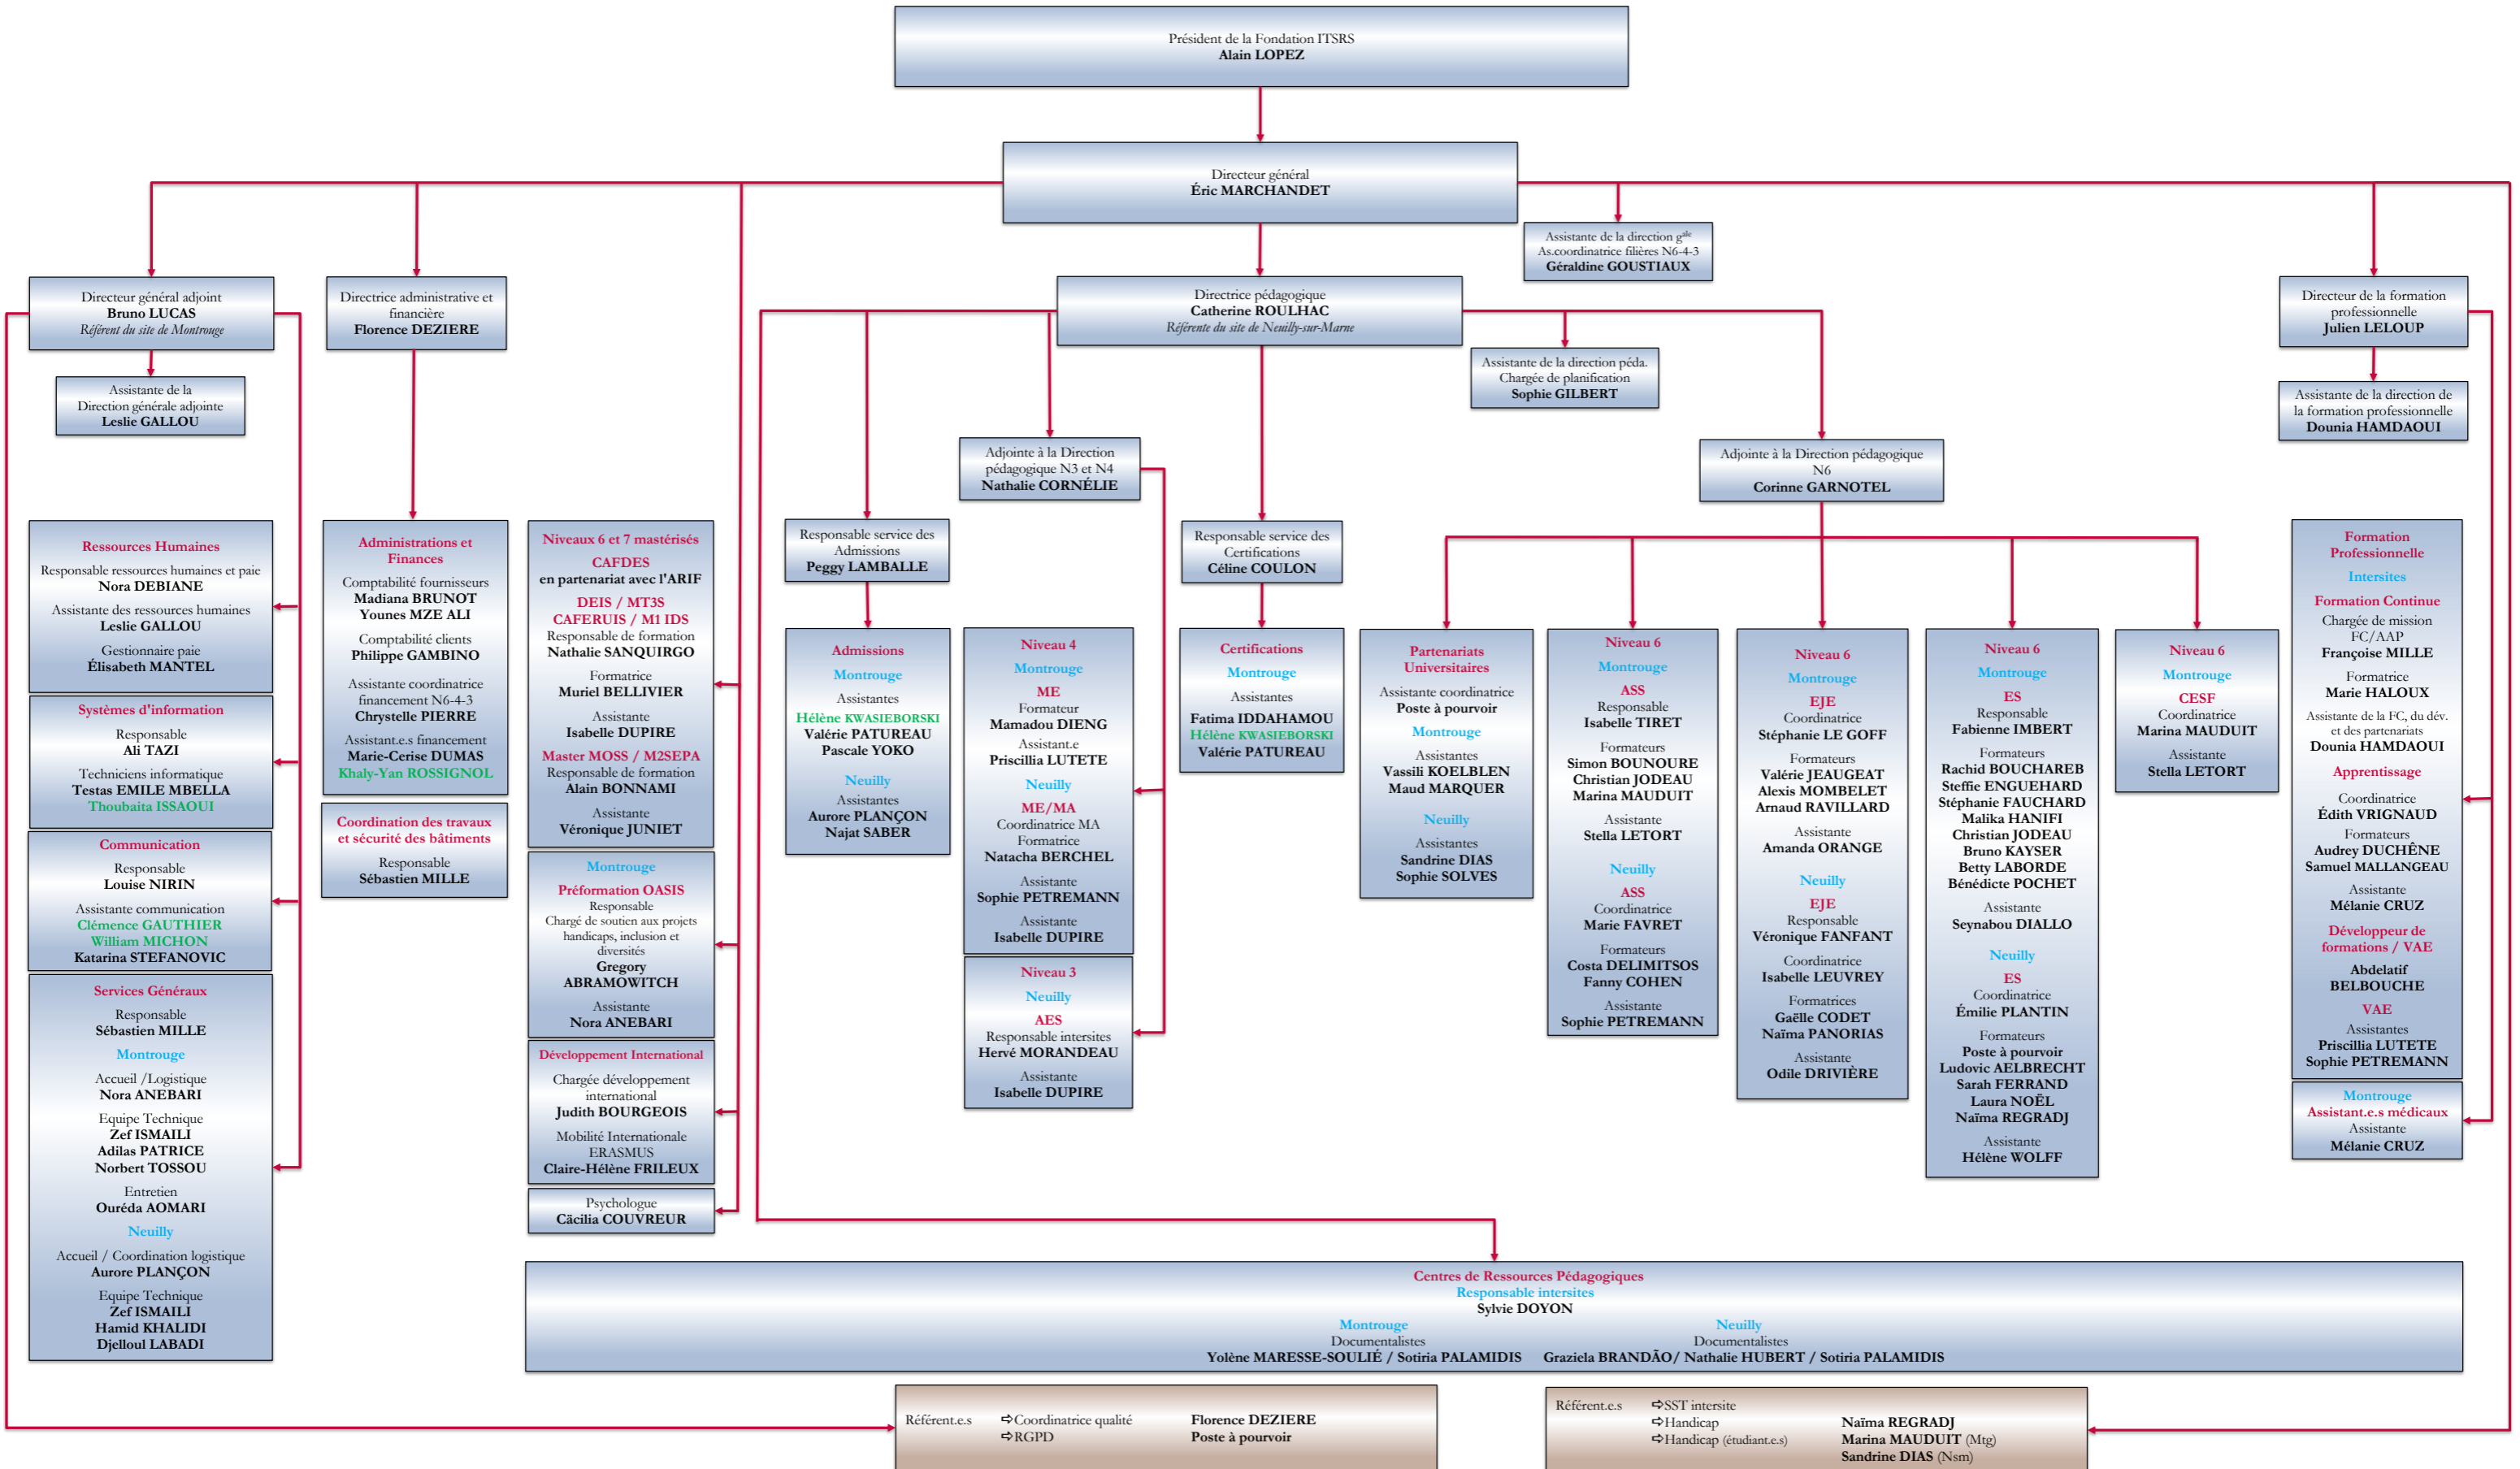 Président de la Fondation ITSRS
Alain LOPEZ
Directeur général
Éric MARCHANDET
Assistante de la direction gale
As.coordinatrice filières N6-4-3
Géraldine GOUSTIAUX
Directeur général adjoint
Bruno LUCAS
Référent du site de Montrouge
Directrice administrative et
financière
Florence DEZIERE
Directrice pédagogique
Catherine ROULHAC
Référente du site de Neuilly-sur-Marne
Directeur de la formation
professionnelle
Julien LELOUP
Assistante de la
Direction générale adjointe
Leslie GALLOU
Assistante de la direction péda.
Chargée de planification
Sophie GILBERT
Assistante de la direction de
la formation professionnelle
Dounia HAMDAOUI
Adjointe à la Direction
pédagogique N3 et N4
Nathalie CORNÉLIE
Adjointe à la Direction pédagogique
N6
Corinne GARNOTEL
Ressources Humaines
Responsable ressources humaines et paie
Nora DEBIANE
Assistante des ressources humaines
Leslie GALLOU
Gestionnaire paie
Élisabeth MANTEL
Systèmes d'information
Responsable
Ali TAZI
Techniciens informatique
Testas EMILE MBELLA
Thoubaita ISSAOUI
Communication
Responsable
Louise NIRIN
Assistante communication
Clémence GAUTHIER
William MICHON
Katarina STEFANOVIC
Services Généraux
Responsable
Sébastien MILLE
Montrouge
Accueil /Logistique
Nora ANEBARI
Equipe Technique
Zef ISMAILI
Adilas PATRICE
Norbert TOSSOU
Entretien
Ouréda AOMARI
Neuilly
Accueil / Coordination logistique
Aurore PLANÇON
Equipe Technique
Zef ISMAILI
Hamid KHALIDI
Djelloul LABADI
Administrations et
Finances
Comptabilité fournisseurs
Madiana BRUNOT
Younes MZE ALI
Comptabilité clients
Philippe GAMBINO
Assistante coordinatrice
financement N6-4-3
Chrystelle PIERRE
Assistant.e.s financement
Marie-Cerise DUMAS
Khaly-Yan ROSSIGNOL
Coordination des travaux
et sécurité des bâtiments
Responsable
Sébastien MILLE
Niveaux 6 et 7 mastérisés
CAFDES
en partenariat avec l'ARIF
DEIS / MT3S
CAFERUIS / M1 IDS
Responsable de formation
Nathalie SANQUIRGO
Formatrice
Muriel BELLIVIER
Assistante
Isabelle DUPIRE
Master MOSS / M2SEPA
Responsable de formation
Alain BONNAMI
Assistante
Véronique JUNIET
Montrouge
Préformation OASIS
Responsable
Chargé de soutien aux projets
handicaps, inclusion et
diversités
Gregory
ABRAMOWITCH
Assistante
Nora ANEBARI
Développement International
Chargée développement
international
Judith BOURGEOIS
Mobilité Internationale
ERASMUS
Claire-Hélène FRILEUX
Psychologue
Cäcilia COUVREUR
Responsable service des
Admissions
Peggy LAMBALLE
Admissions
Montrouge
Assistantes
Hélène KWASIEBORSKI
Valérie PATUREAU
Pascale YOKO
Neuilly
Assistantes
Aurore PLANÇON
Najat SABER
Niveau 4
Montrouge
ME
Formateur
Mamadou DIENG
Assistant.e
Priscillia LUTETE
Neuilly
ME/MA
Coordinatrice MA
Formatrice
Natacha BERCHEL
Assistante
Sophie PETREMANN
Assistante
Isabelle DUPIRE
Niveau 3
Neuilly
AES
Responsable intersites
Hervé MORANDEAU
Assistante
Isabelle DUPIRE
Responsable service des
Certifications
Céline COULON
Certifications
Montrouge
Assistantes
Fatima IDDAHAMOU
Hélène KWASIEBORSKI
Valérie PATUREAU
Partenariats
Universitaires
Assistante coordinatrice
Poste à pourvoir
Montrouge
Assistantes
Vassili KOELBLEN
Maud MARQUER
Neuilly
Assistantes
Sandrine DIAS
Sophie SOLVES
Niveau 6
Montrouge
ASS
Responsable
Isabelle TIRET
Formateurs
Simon BOUNOURE
Christian JODEAU
Marina MAUDUIT
Assistante
Stella LETORT
Neuilly
ASS
Coordinatrice
Marie FAVRET
Formateurs
Costa DELIMITSOS
Fanny COHEN
Assistante
Sophie PETREMANN
Niveau 6
Montrouge
EJE
Coordinatrice
Stéphanie LE GOFF
Formateurs
Valérie JEAUGEAT
Alexis MOMBELET
Arnaud RAVILLARD
Assistante
Amanda ORANGE
Neuilly
EJE
Responsable
Véronique FANFANT
Coordinatrice
Isabelle LEUVREY
Formatrices
Gaëlle CODET
Naïma PANORIAS
Assistante
Odile DRIVIÈRE
Niveau 6
Montrouge
ES
Responsable
Fabienne IMBERT
Formateurs
Rachid BOUCHAREB
Steffie ENGUEHARD
Stéphanie FAUCHARD
Malika HANIFI
Christian JODEAU
Bruno KAYSER
Betty LABORDE
Bénédicte POCHET
Assistante
Seynabou DIALLO
Neuilly
ES
Coordinatrice
Émilie PLANTIN
Formateurs
Poste à pourvoir
Ludovic AELBRECHT
Sarah FERRAND
Laura NOËL
Naïma REGRADJ
Assistante
Hélène WOLFF
Niveau 6
Montrouge
CESF
Coordinatrice
Marina MAUDUIT
Assistante
Stella LETORT
Formation
Professionnelle
Intersites
Formation Continue
Chargée de mission
FC/AAP
Françoise MILLE
Formatrice
Marie HALOUX
Assistante de la FC, du dév.
et des partenariats
Dounia HAMDAOUI
Apprentissage
Coordinatrice
Édith VRIGNAUD
Formateurs
Audrey DUCHÊNE
Samuel MALLANGEAU
Assistante
Mélanie CRUZ
Développeur de
formations / VAE
Abdelatif
BELBOUCHE
VAE
Assistantes
Priscillia LUTETE
Sophie PETREMANN
Montrouge
Assistant.e.s médicaux
Assistante
Mélanie CRUZ
Centres de Ressources Pédagogiques
Responsable intersites
Sylvie DOYON
Montrouge
Documentalistes
Yolène MARESSE-SOULIÉ / Sotiria PALAMIDIS
Neuilly
Documentalistes
Graziela BRANDÃO/ Nathalie HUBERT / Sotiria PALAMIDIS
Référent.e.s ⇨Coordinatrice qualité Florence DEZIERE
⇨RGPD Poste à pourvoir
Référent.e.s ⇨SST intersite
⇨Handicap Naïma REGRADJ
⇨Handicap (étudiant.e.s) Marina MAUDUIT (Mtg)
Sandrine DIAS (Nsm)